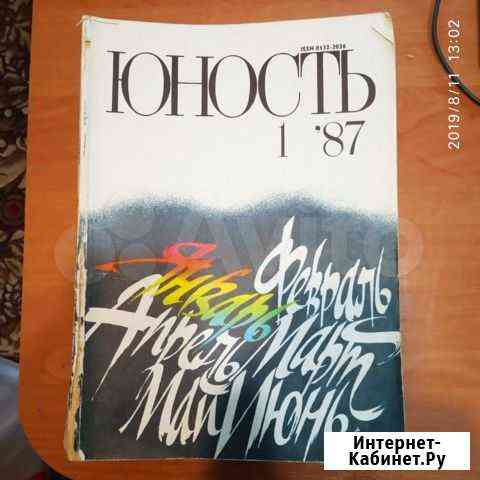 ISSN 0132-2036
ЮНОСТЬ
1 '87
Январь Февраль
Апрель Март
Май Июнь
2019/8/11 13:02
Avito
Интернет-
Кабинет.Ру